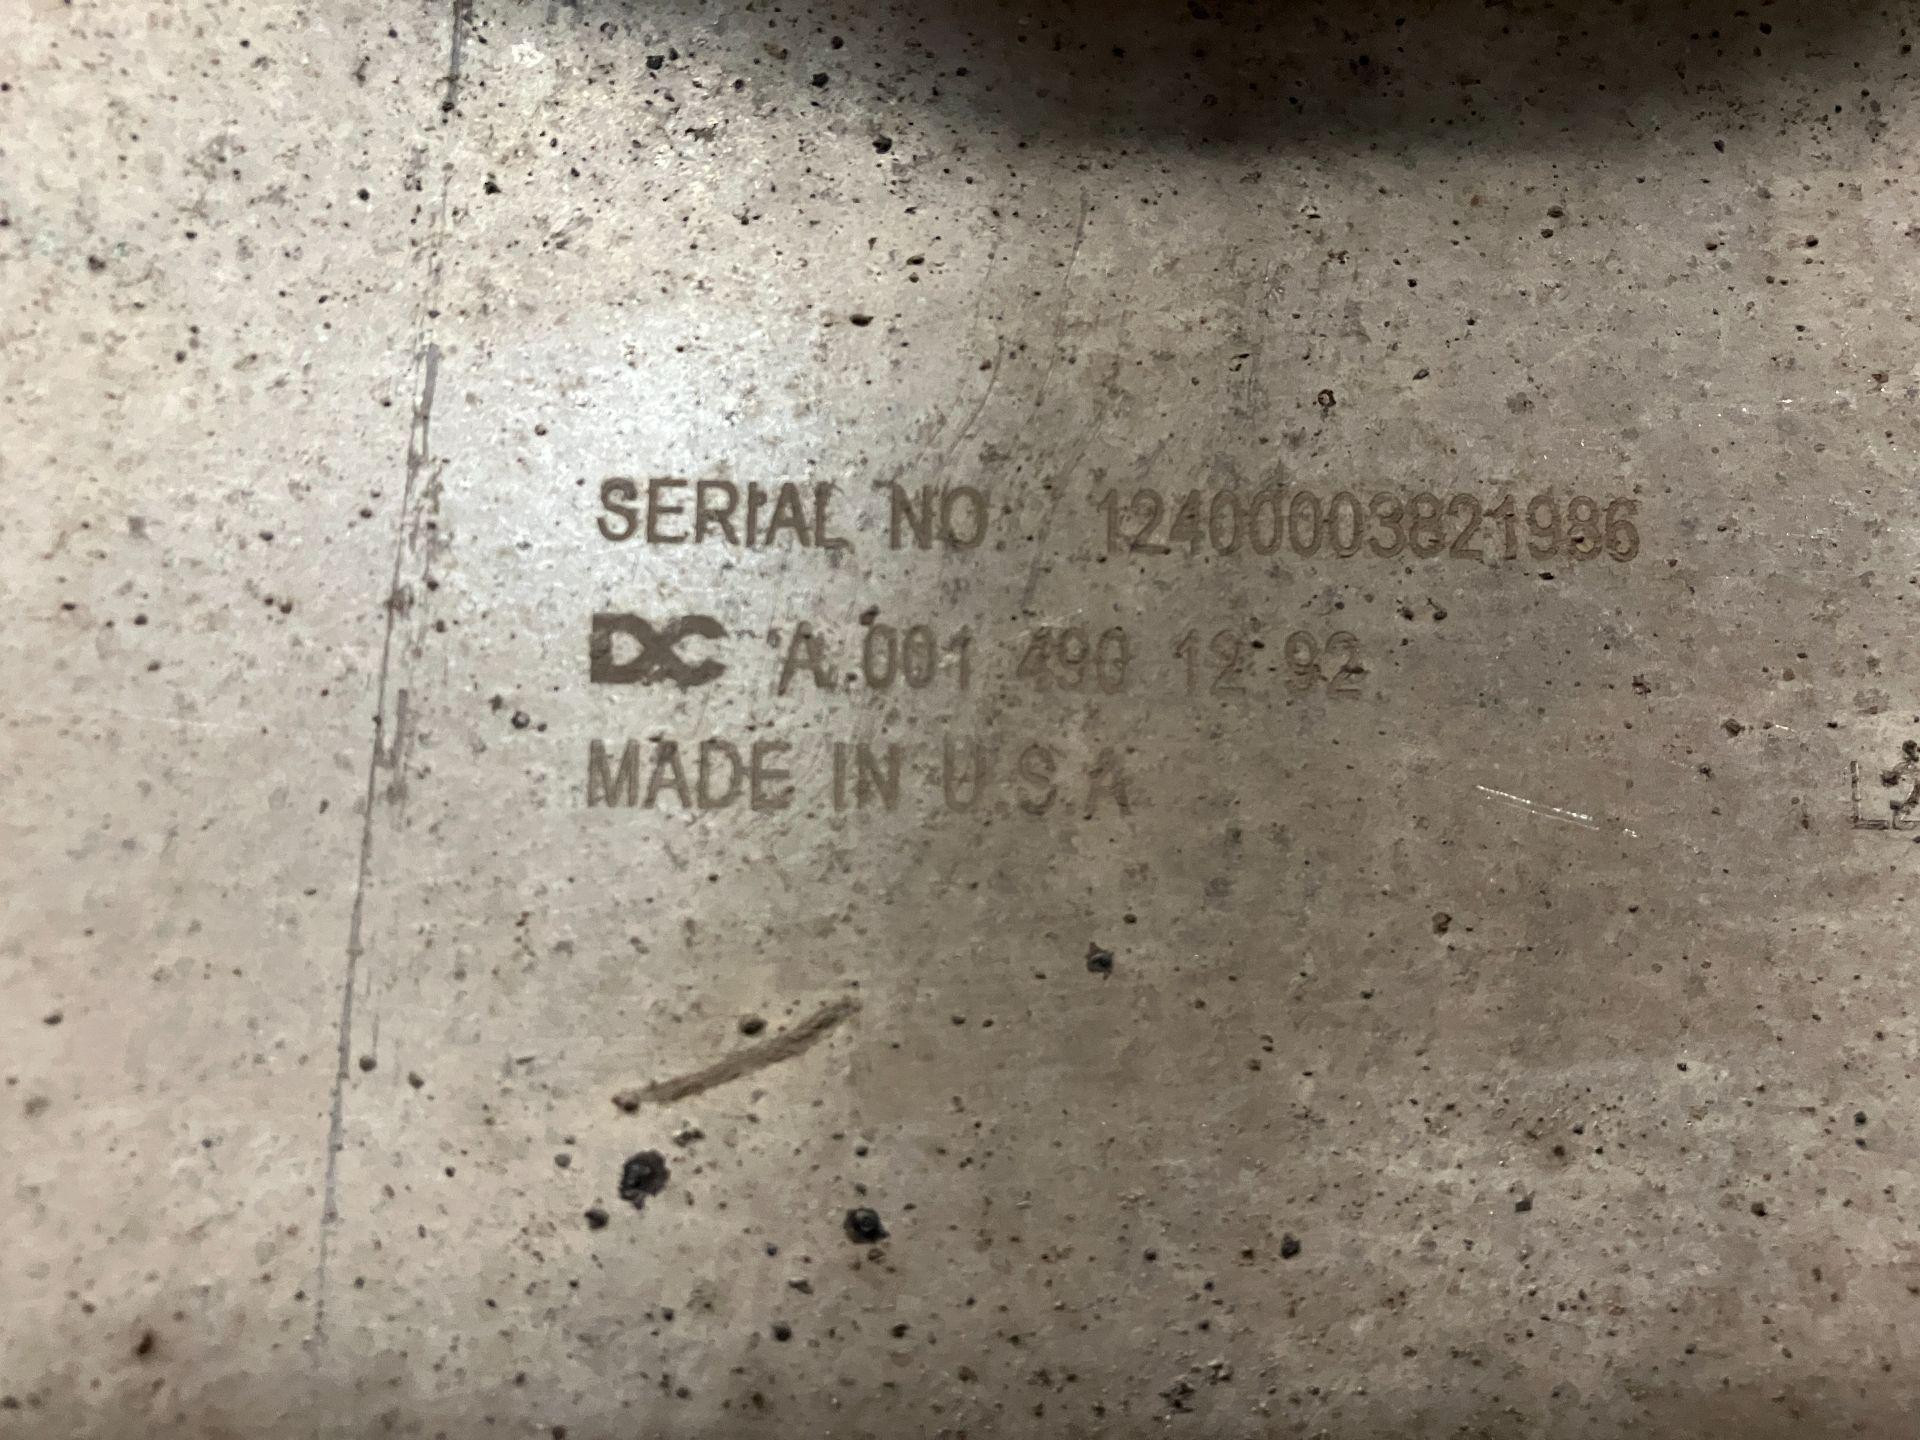 SERIAL NO 12400003821986
DC A 001 490 12 92
MADE IN U.S.A